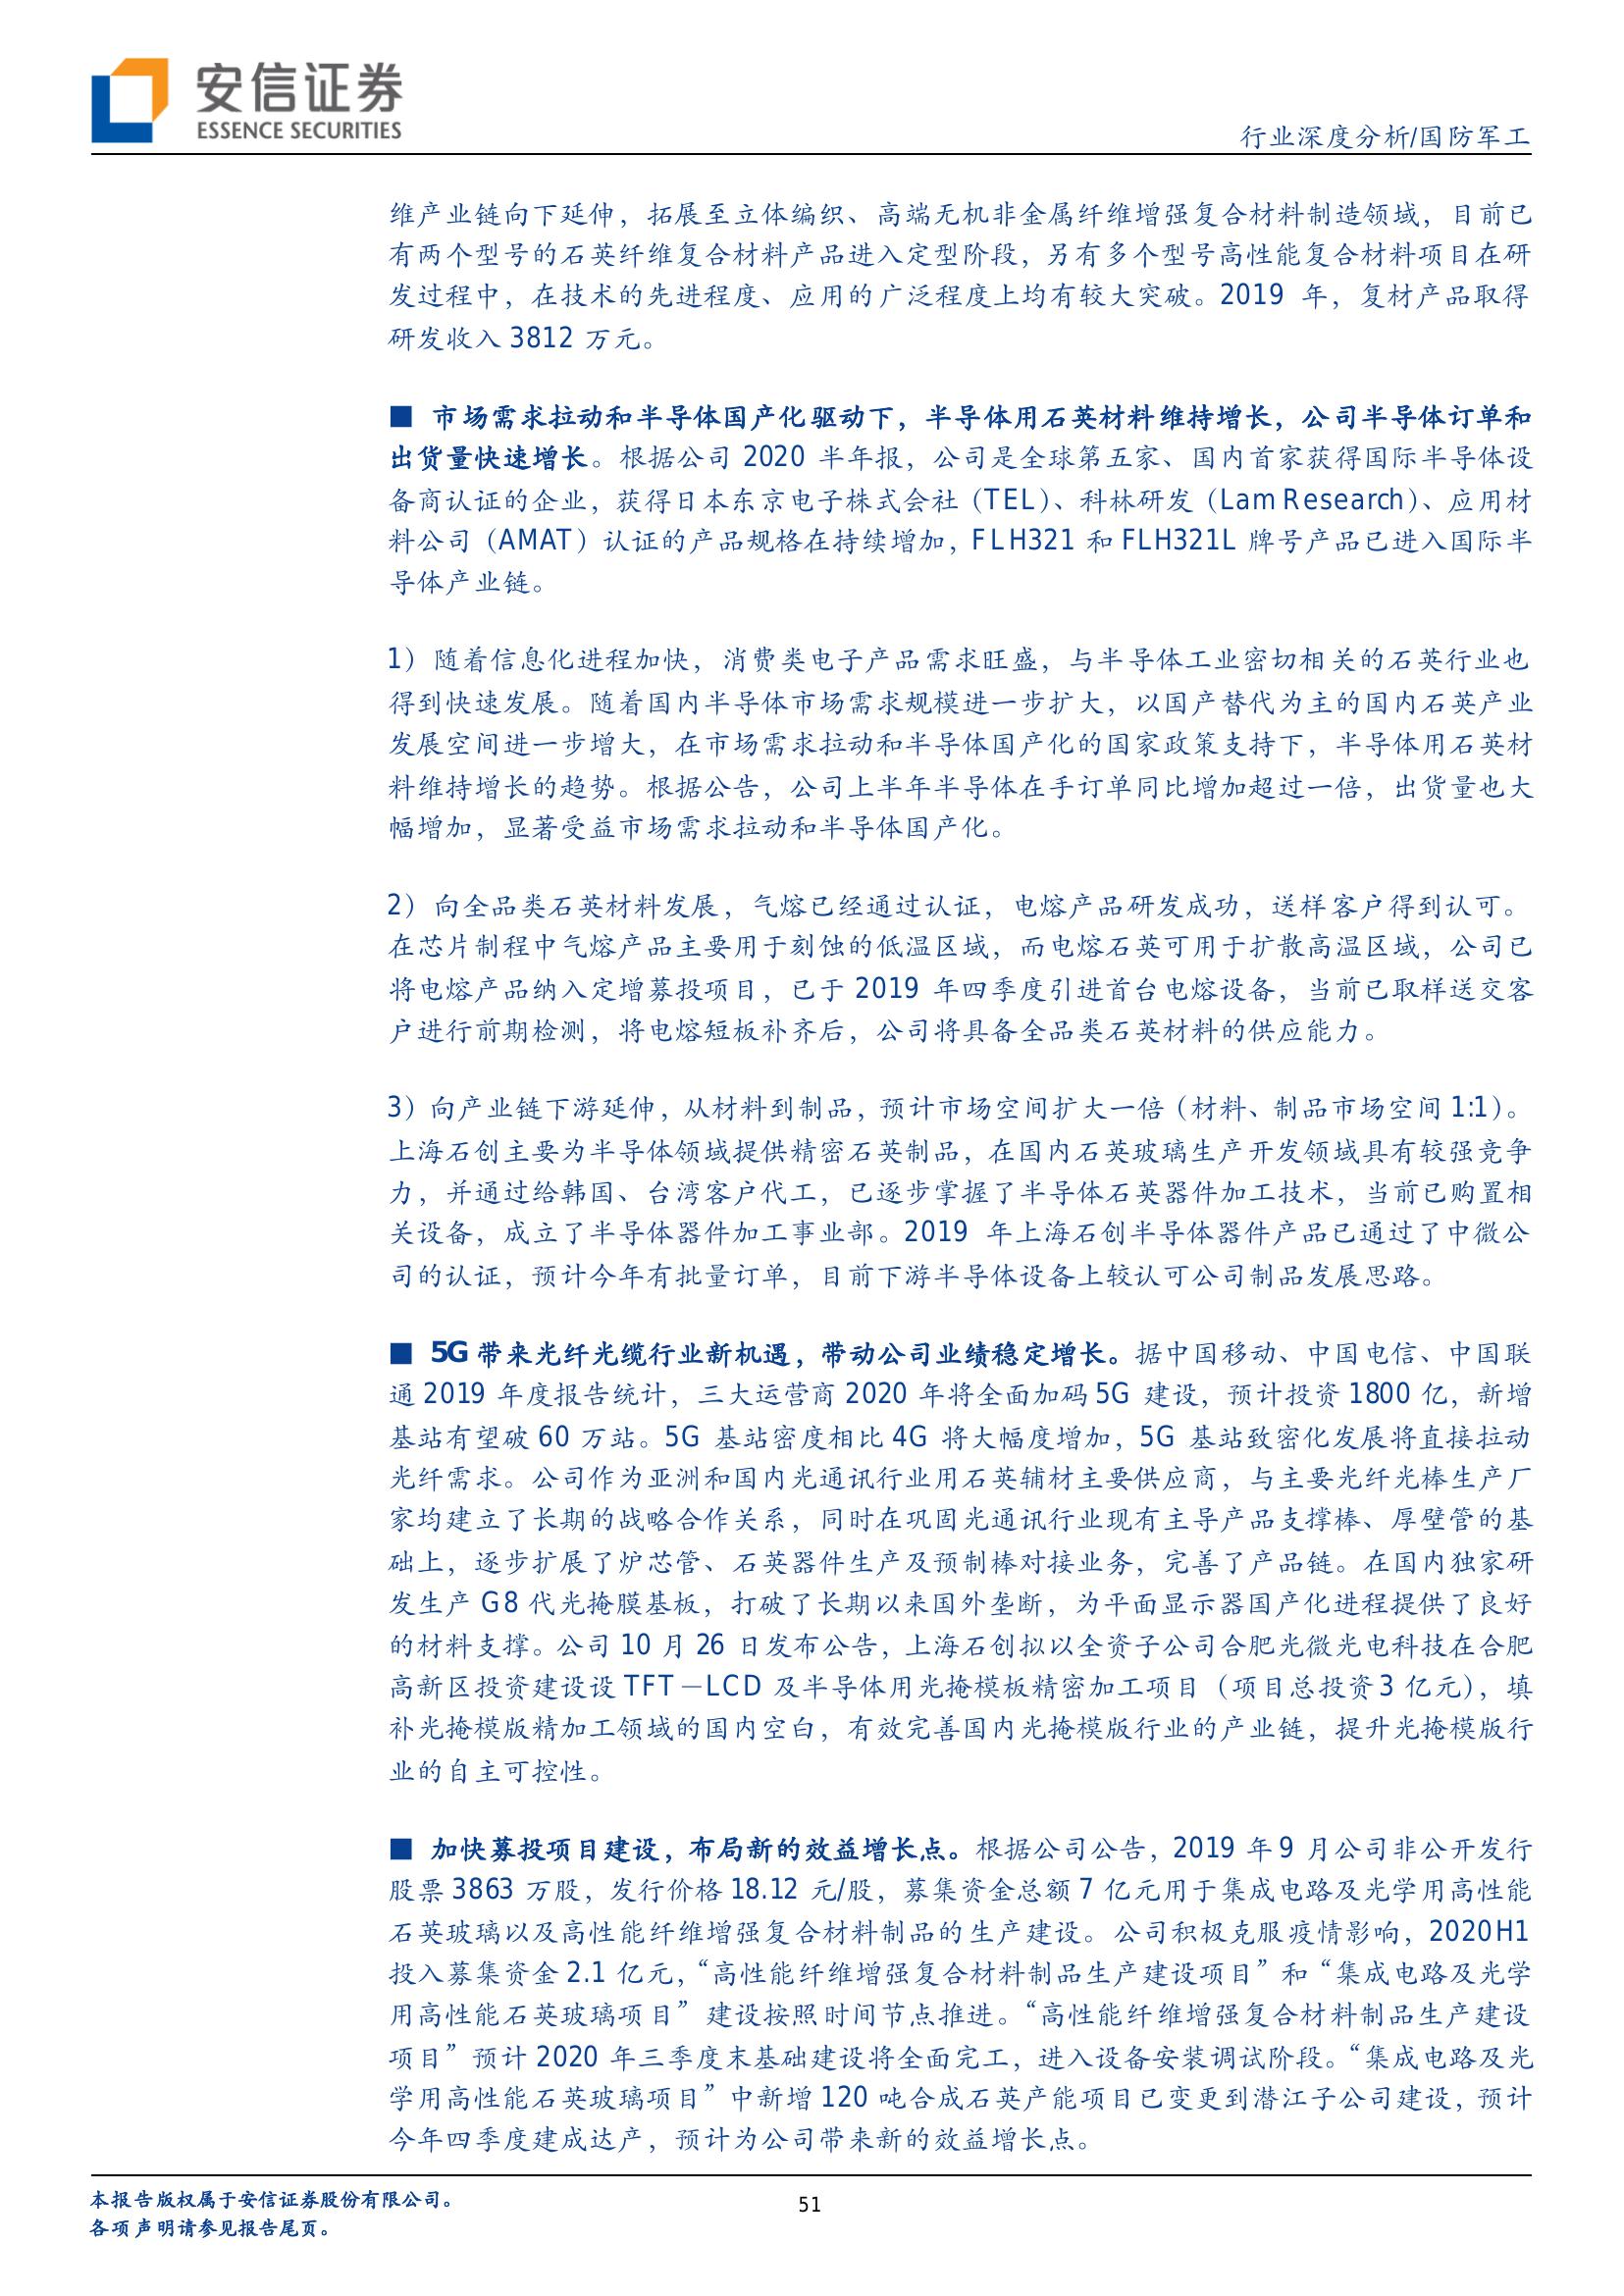 安信证券
ESSENCE SECURITIES
行业深度分析/国防军工
维产业链向下延伸，拓展至立体编织、高端无机非金属纤维增强复合材料制造领域，目前已
有两个型号的石英纤维复合材料产品进入定型阶段，另有多个型号高性能复合材料项目在研
发过程中，在技术的先进程度、应用的广泛程度上均有较大突破。2019 年，复材产品取得
研发收入 3812 万元。
■ 市场需求拉动和半导体国产化驱动下，半导体用石英材料维持增长，公司半导体订单和
出货量快速增长。根据公司 2020 半年报，公司是全球第五家、国内首家获得国际半导体设
备商认证的企业，获得日本东京电子株式会社（TEL）、科林研发（Lam Research）、应用材
料公司（AMAT）认证的产品规格在持续增加，FLH321 和 FLH321L 牌号产品已进入国际半
导体产业链。
1）随着信息化进程加快，消费类电子产品需求旺盛，与半导体工业密切相关的石英行业也
得到快速发展。随着国内半导体市场需求规模进一步扩大，以国产替代为主的国内石英产业
发展空间进一步增大，在市场需求拉动和半导体国产化的国家政策支持下，半导体用石英材
料维持增长的趋势。根据公告，公司上半年半导体在手订单同比增加超过一倍，出货量也大
幅增加，显著受益市场需求拉动和半导体国产化。
2）向全品类石英材料发展，气熔已经通过认证，电熔产品研发成功，送样客户得到认可。
在芯片制程中气熔产品主要用于刻蚀的低温区域，而电熔石英可用于扩散高温区域，公司已
将电熔产品纳入定增募投项目，已于 2019 年四季度引进首台电熔设备，当前已取样送交客
户进行前期检测，将电熔短板补齐后，公司将具备全品类石英材料的供应能力。
3）向产业链下游延伸，从材料到制品，预计市场空间扩大一倍（材料、制品市场空间 1:1）。
上海石创主要为半导体领域提供精密石英制品，在国内石英玻璃生产开发领域具有较强竞争
力，并通过给韩国、台湾客户代工，已逐步掌握了半导体石英器件加工技术，当前已购置相
关设备，成立了半导体器件加工事业部。2019 年上海石创半导体器件产品已通过了中微公
司的认证，预计今年有批量订单，目前下游半导体设备上较认可公司制品发展思路。
■ 5G 带来光纤光缆行业新机遇，带动公司业绩稳定增长。据中国移动、中国电信、中国联
通 2019 年度报告统计，三大运营商 2020 年将全面加码 5G 建设，预计投资 1800 亿，新增
基站有望破 60 万站。5G 基站密度相比 4G 将大幅度增加，5G 基站致密化发展将直接拉动
光纤需求。公司作为亚洲和国内光通讯行业用石英辅材主要供应商，与主要光纤光棒生产厂
家均建立了长期的战略合作关系，同时在巩固光通讯行业现有主导产品支撑棒、厚壁管的基
础上，逐步扩展了炉芯管、石英器件生产及预制棒对接业务，完善了产品链。在国内独家研
发生产 G8 代光掩膜基板，打破了长期以来国外垄断，为平面显示器国产化进程提供了良好
的材料支撑。公司 10 月 26 日发布公告，上海石创拟以全资子公司合肥光微光电科技在合肥
高新区投资建设设 TFT－LCD 及半导体用光掩模板精密加工项目（项目总投资 3 亿元），填
补光掩模版精加工领域的国内空白，有效完善国内光掩模版行业的产业链，提升光掩模版行
业的自主可控性。
■ 加快募投项目建设，布局新的效益增长点。根据公司公告，2019 年 9 月公司非公开发行
股票 3863 万股，发行价格 18.12 元/股，募集资金总额 7 亿元用于集成电路及光学用高性能
石英玻璃以及高性能纤维增强复合材料制品的生产建设。公司积极克服疫情影响，2020H1
投入募集资金 2.1 亿元，“高性能纤维增强复合材料制品生产建设项目”和“集成电路及光学
用高性能石英玻璃项目” 建设按照时间节点推进。“高性能纤维增强复合材料制品生产建设
项目”预计 2020 年三季度末基础建设将全面完工，进入设备安装调试阶段。“集成电路及光
学用高性能石英玻璃项目”中新增 120 吨合成石英产能项目已变更到潜江子公司建设，预计
今年四季度建成达产，预计为公司带来新的效益增长点。
本报告版权属于安信证券股份有限公司。
各项声明请参见报告尾页。
51